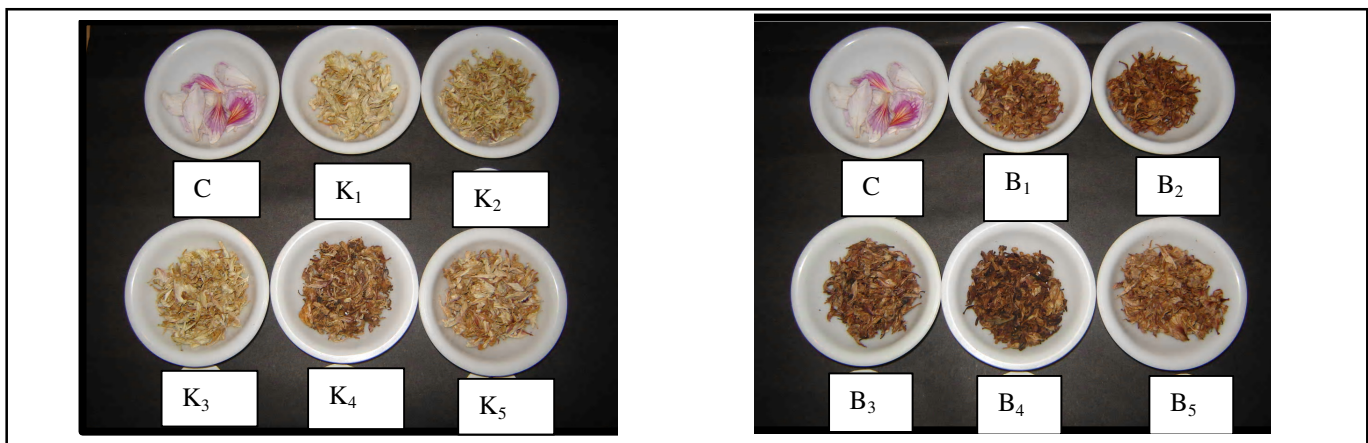 C K₁ K₂
K₃ K₄ K₅
C B₁ B₂
B₃ B₄ B₅